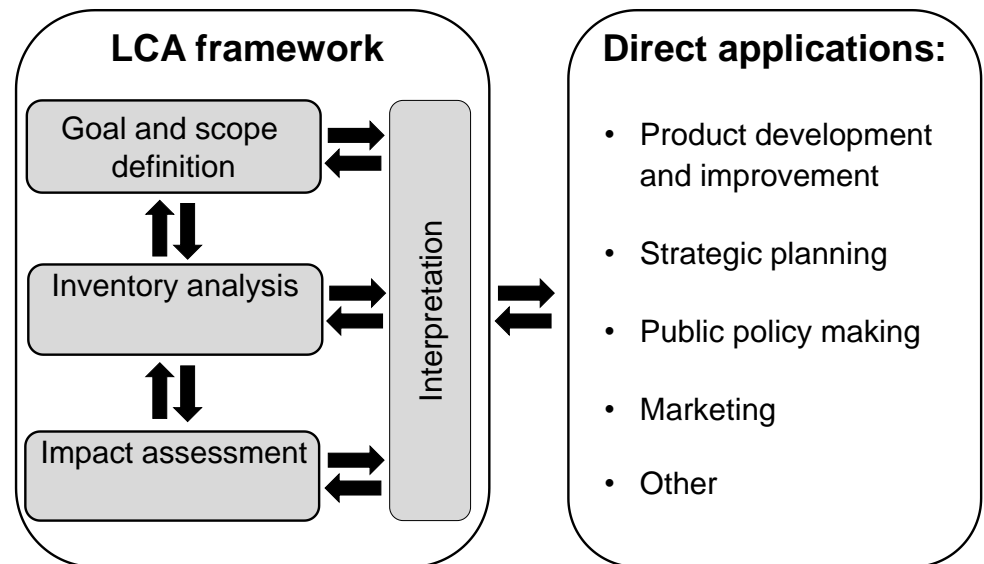 LCA framework
Goal and scope
definition
Inventory analysis
Impact assessment
Interpretation
Direct applications:
• Product development
and improvement
• Strategic planning
• Public policy making
• Marketing
• Other